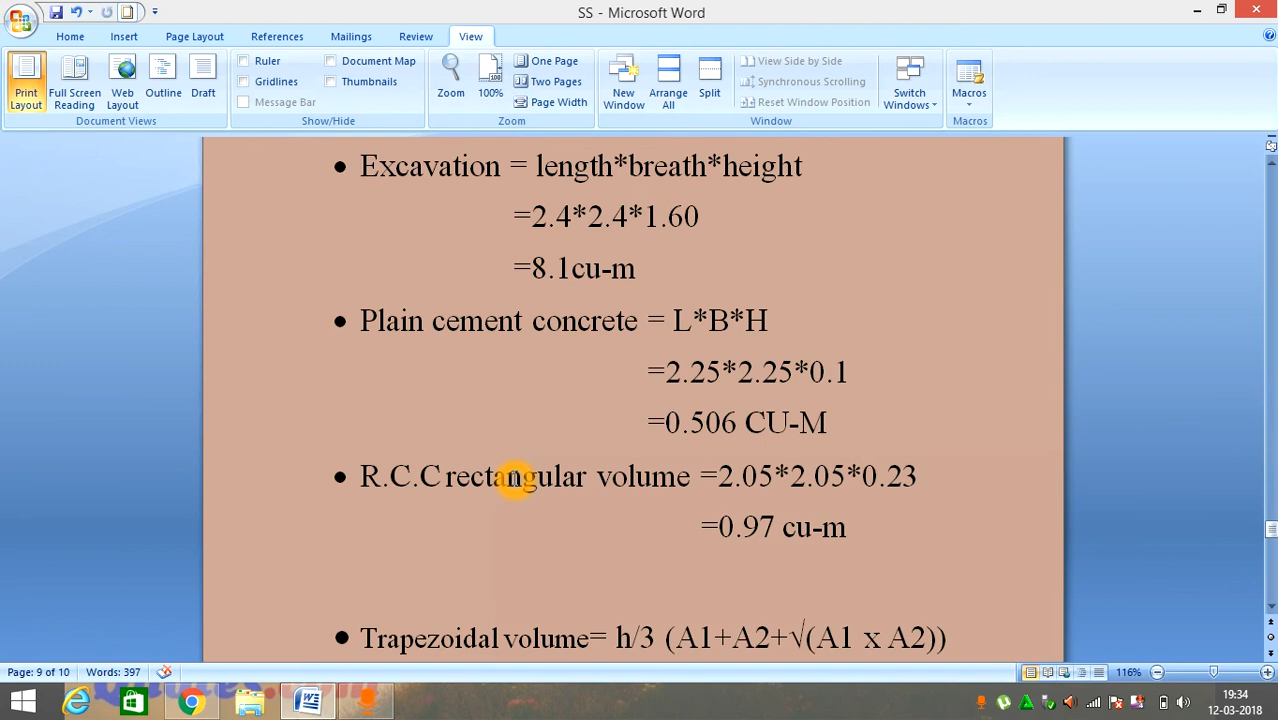 SS - Microsoft Word
Home Insert Page Layout References Mailings Review View
Ruler Document Map One Page View Side by Side
Gridlines Thumbnails Two Pages Synchronous Scrolling
Message Bar Page Width Reset Window Position
Print Layout Full Screen Reading Web Layout Outline Draft Zoom 100% New Window Arrange All Split Switch Windows Macros
Document Views Show/Hide Zoom Window Macros
• Excavation = length*breath*height
=2.4*2.4*1.60
=8.1cu-m
• Plain cement concrete = L*B*H
=2.25*2.25*0.1
=0.506 CU-M
• R.C.C rectangular volume =2.05*2.05*0.23
=0.97 cu-m
• Trapezoidal volume= h/3 (A1+A2+√(A1 x A2))
Page: 9 of 10 Words: 397 116%
19:34
12-03-2018